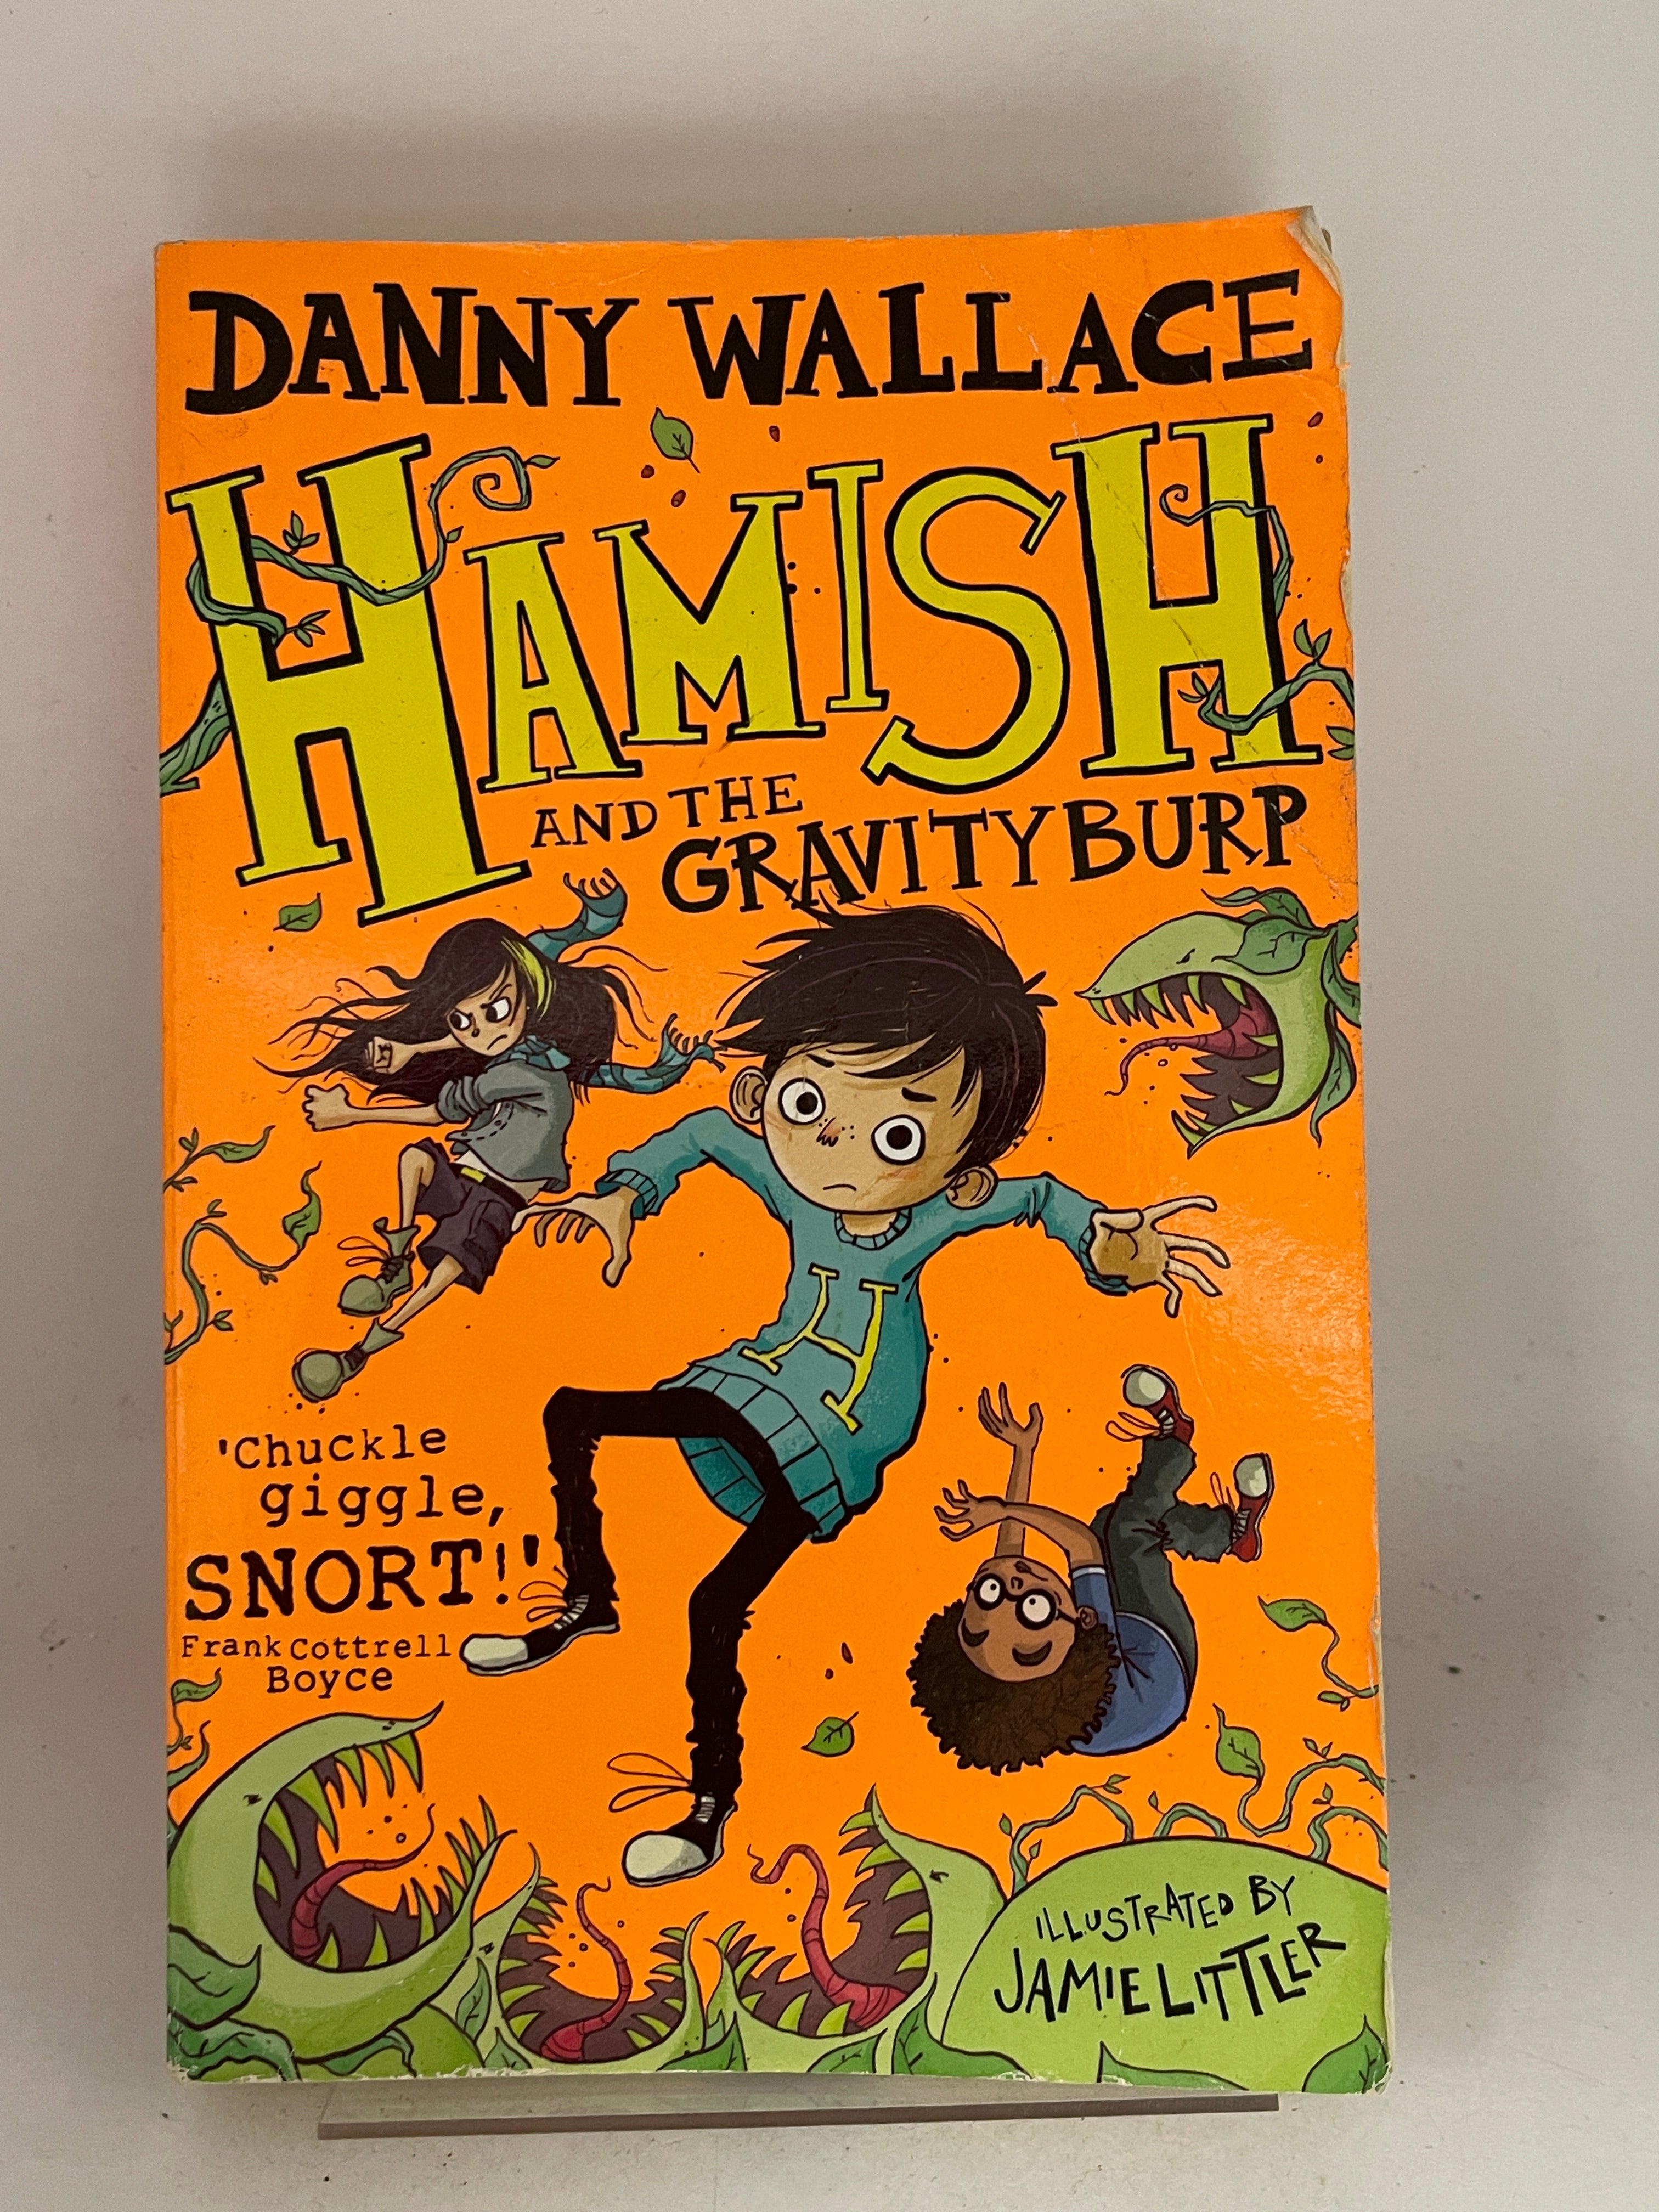 DANNY WALLACE
HAMISH
AND THE
GRAVITY BURP
'Chuckle
giggle,
SNORT!'
Frank Cottrell
Boyce
H
ILLUSTRATED BY
JAMIE LITTLER